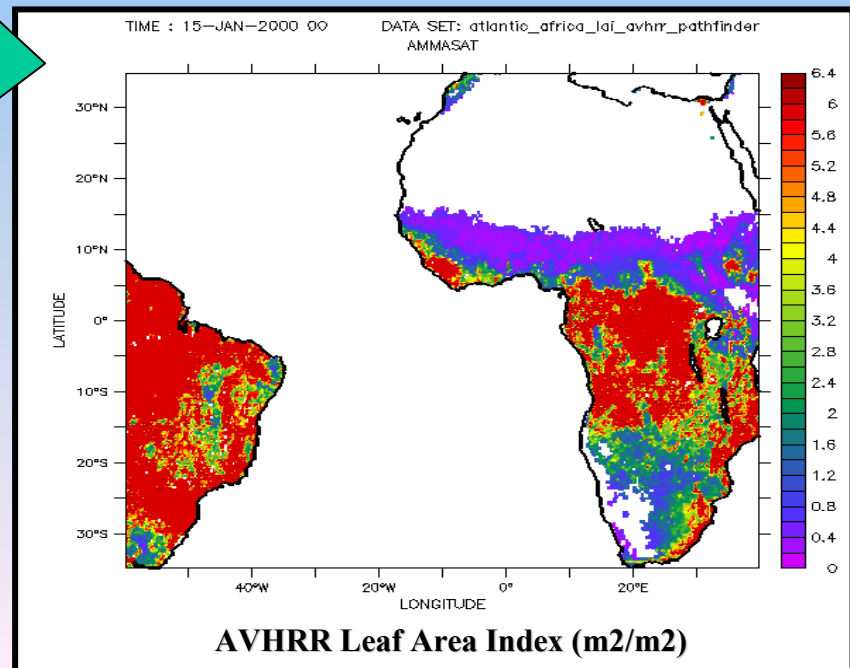 TIME : 15-JAN-2000 00 DATA SET: atlantic_africa_lai_avhrr_pathfinder
AMMASAT
6.4
6
5.6
5.2
4.8
4.4
4
3.6
3.2
2.8
2.4
2
1.6
1.2
0.8
0.4
0
30°N
20°N
10°N
0°
10°S
20°S
30°S
LATITUDE
40°W 20°W 0° 20°E
LONGITUDE
AVHRR Leaf Area Index (m2/m2)